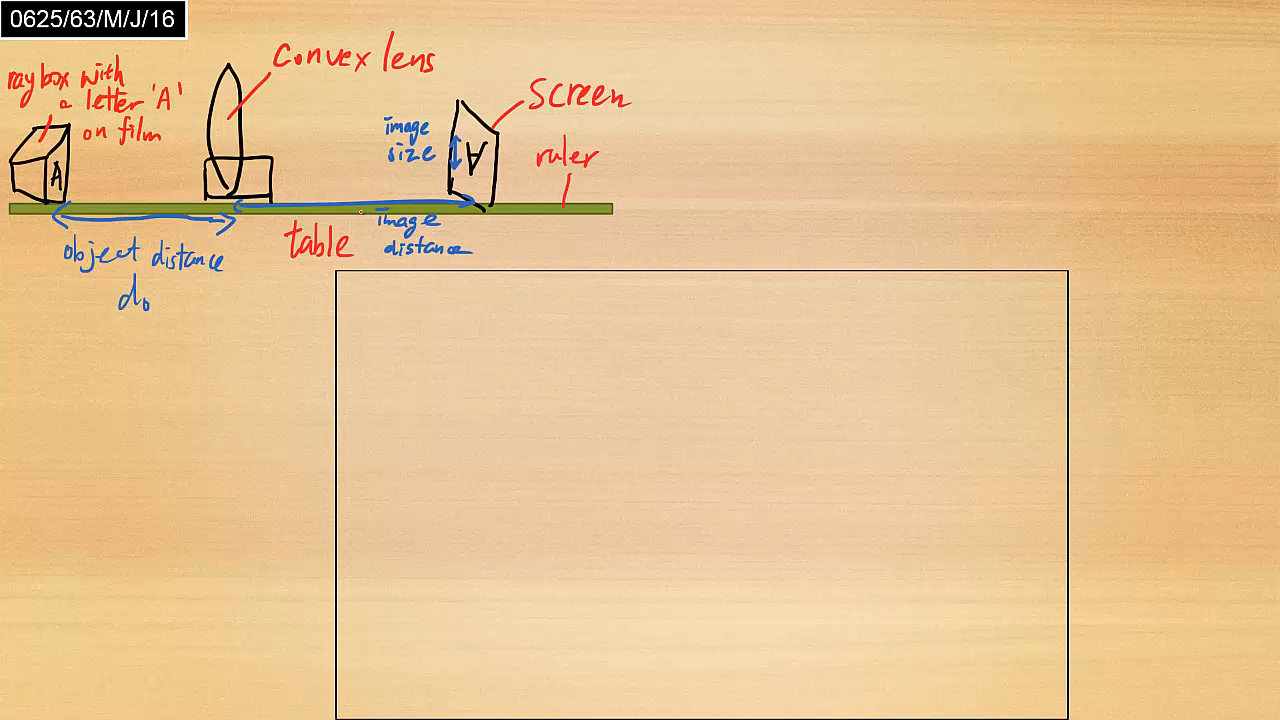 0625/63/M/J/16
ray box with
a letter 'A'
on film
A
Convex lens
image
size
A
Screen
ruler
object distance
do
table
image
distance